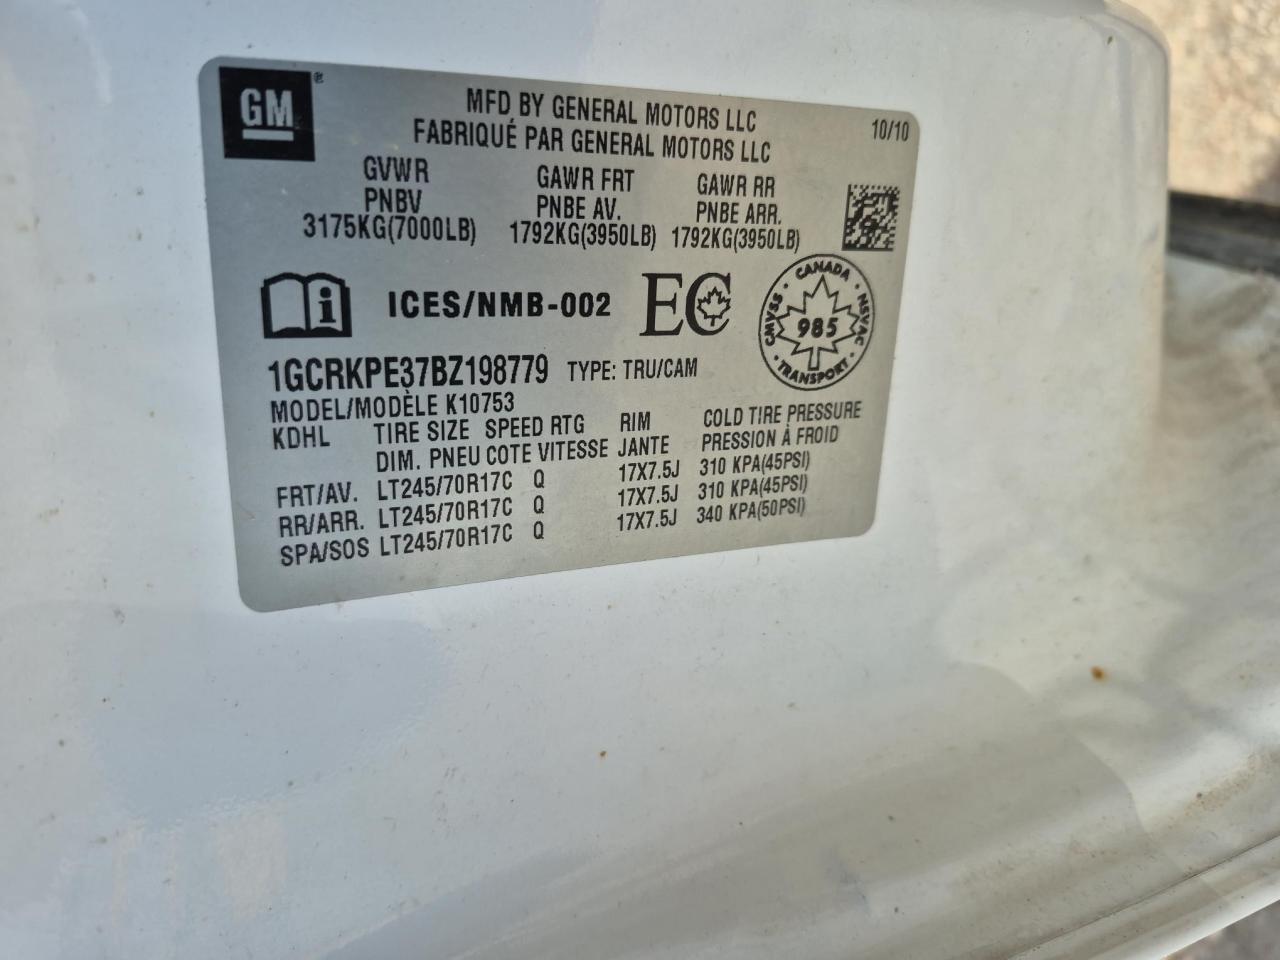 GM ®
MFD BY GENERAL MOTORS LLC
FABRIQUÉ PAR GENERAL MOTORS LLC
10/10
GVWR GAWR FRT GAWR RR
PNBV PNBE AV. PNBE ARR.
3175KG(7000LB) 1792KG(3950LB) 1792KG(3950LB)
i ICES/NMB-002 EC
CANADA
CMVSS · NSVAC
985
TRANSPORT
1GCRKPE37BZ198779 TYPE: TRU/CAM
MODEL/MODÈLE K10753
KDHL TIRE SIZE SPEED RTG RIM COLD TIRE PRESSURE
DIM. PNEU COTE VITESSE JANTE PRESSION À FROID
FRT/AV. LT245/70R17C Q 17X7.5J 310 KPA(45PSI)
RR/ARR. LT245/70R17C Q 17X7.5J 310 KPA(45PSI)
SPA/SOS LT245/70R17C Q 17X7.5J 340 KPA(50PSI)